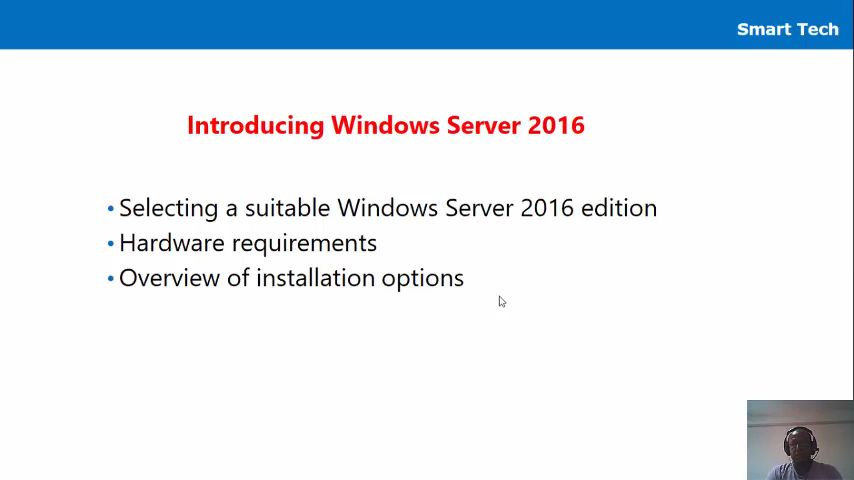 Smart Tech
Introducing Windows Server 2016
• Selecting a suitable Windows Server 2016 edition
• Hardware requirements
• Overview of installation options